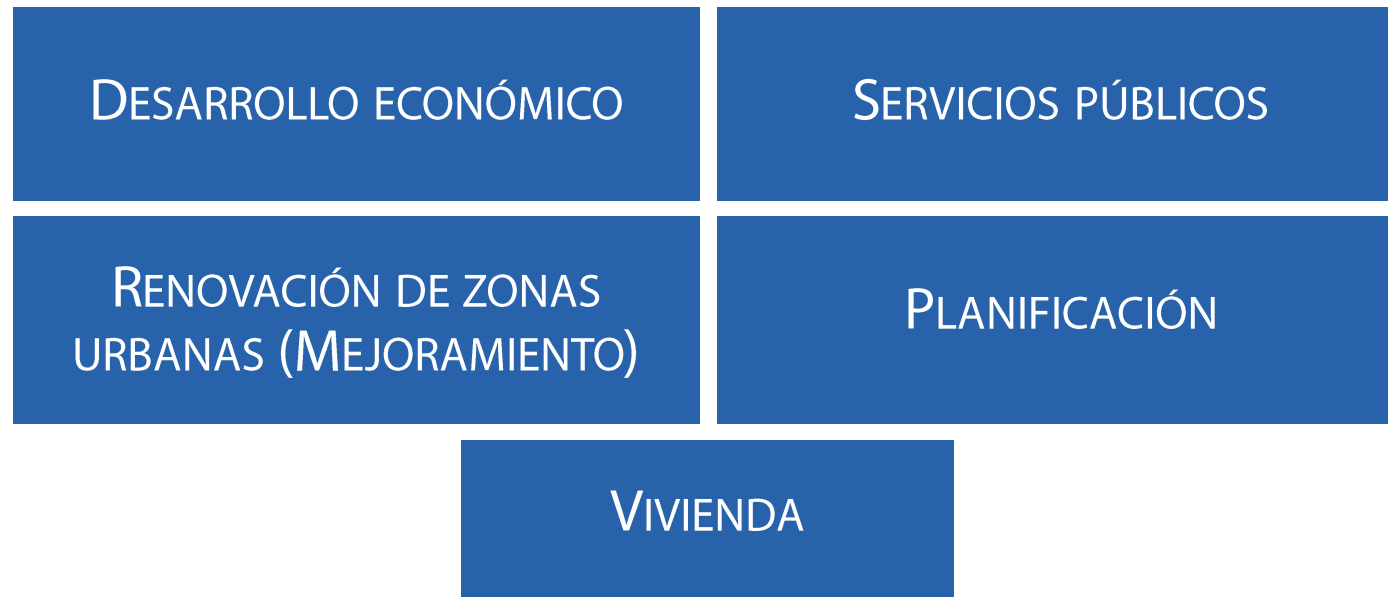 Desarrollo económico
Servicios públicos
Renovación de zonas
urbanas (Mejoramiento)
Planificación
Vivienda